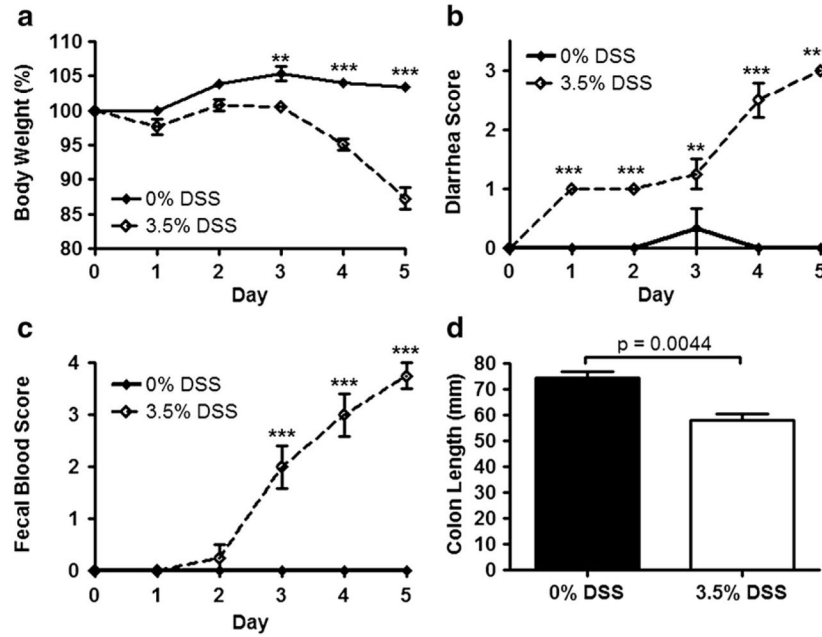 a
110
105
100
95
90
85
80
Body Weight (%)
** *** ***
0% DSS
3.5% DSS
0 1 2 3 4 5
Day
b
3
2
1
0
Diarrhea Score
0% DSS
3.5% DSS
*** *** ** *** ***
0 1 2 3 4 5
Day
c
4
3
2
1
0
Fecal Blood Score
0% DSS
3.5% DSS
*** *** ***
0 1 2 3 4 5
Day
d
p = 0.0044
80
70
60
50
40
30
20
10
0
Colon Length (mm)
0% DSS 3.5% DSS